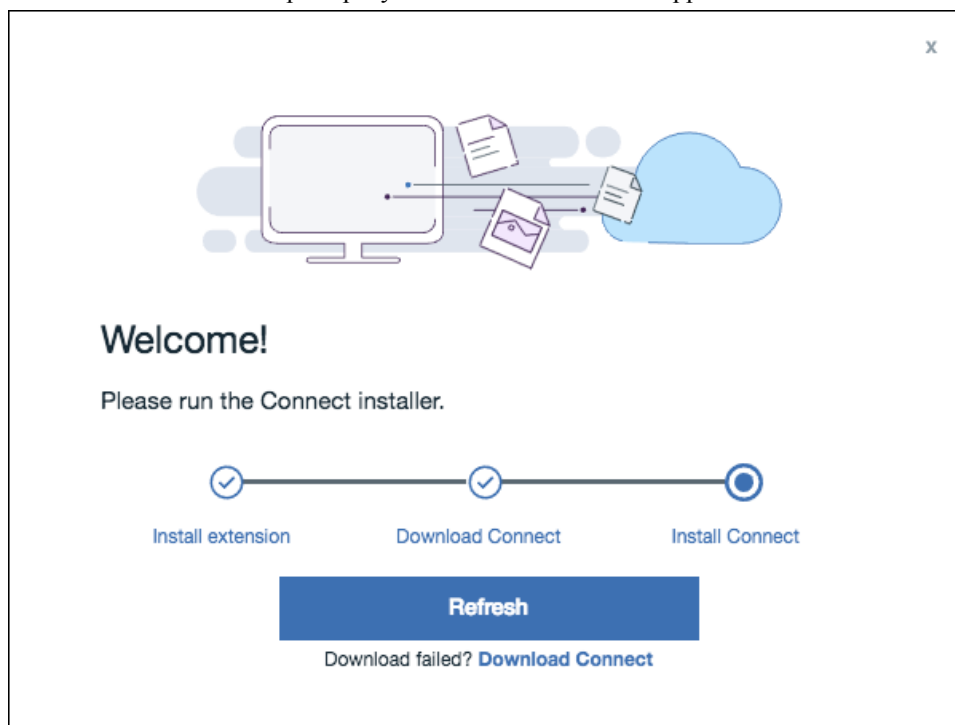 x
Welcome!
Please run the Connect installer.
Install extension Download Connect Install Connect
Refresh
Download failed? Download Connect